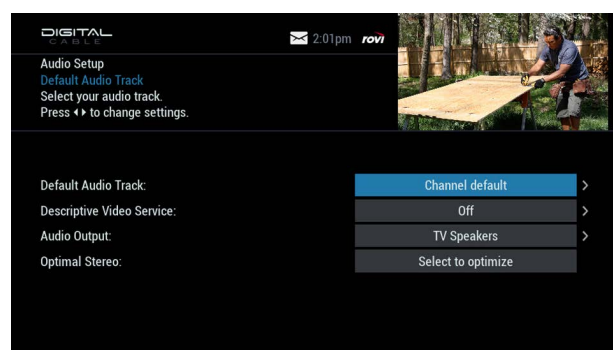 DIGITAL
CABLE
2:01pm rovi
Audio Setup
Default Audio Track
Select your audio track.
Press ◂▸ to change settings.
Default Audio Track: Channel default >
Descriptive Video Service: Off >
Audio Output: TV Speakers >
Optimal Stereo: Select to optimize